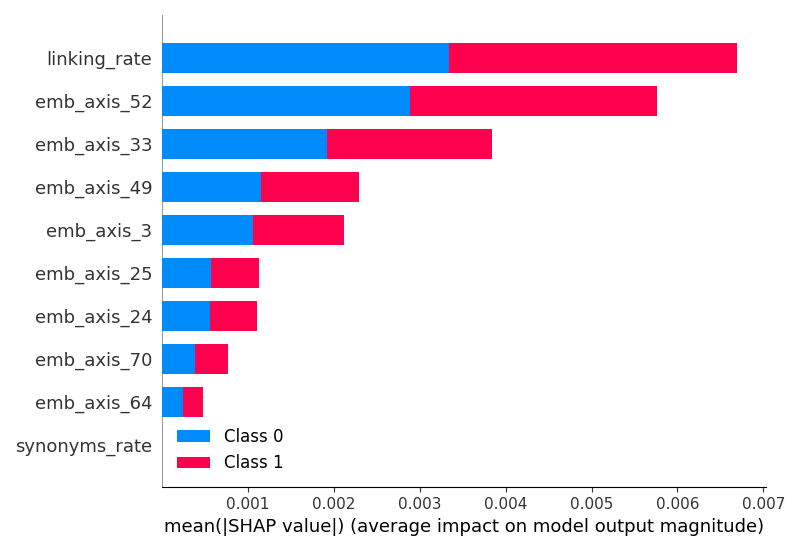 linking_rate
emb_axis_52
emb_axis_33
emb_axis_49
emb_axis_3
emb_axis_25
emb_axis_24
emb_axis_70
emb_axis_64
synonyms_rate
Class 0
Class 1
0.001 0.002 0.003 0.004 0.005 0.006 0.007
mean(|SHAP value|) (average impact on model output magnitude)